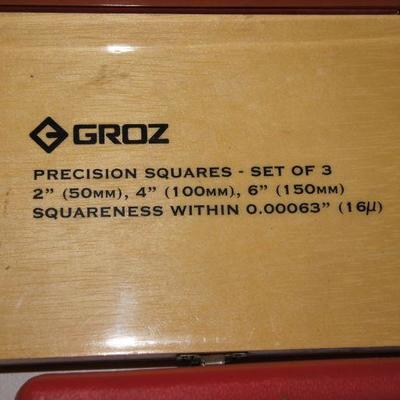 GROZ
PRECISION SQUARES - SET OF 3
2" (50MM), 4" (100MM), 6" (150MM)
SQUARENESS WITHIN 0.00063" (16μ)